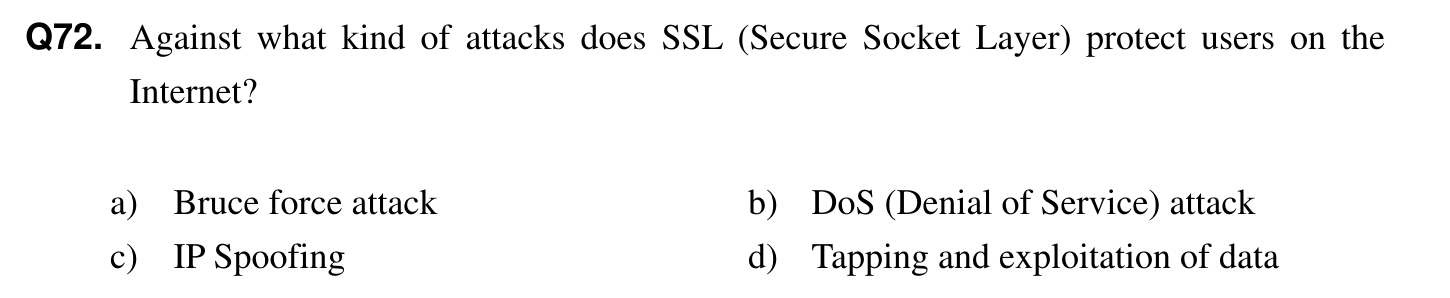 Q72. Against what kind of attacks does SSL (Secure Socket Layer) protect users on the
Internet?
a) Bruce force attack b) DoS (Denial of Service) attack
c) IP Spoofing d) Tapping and exploitation of data